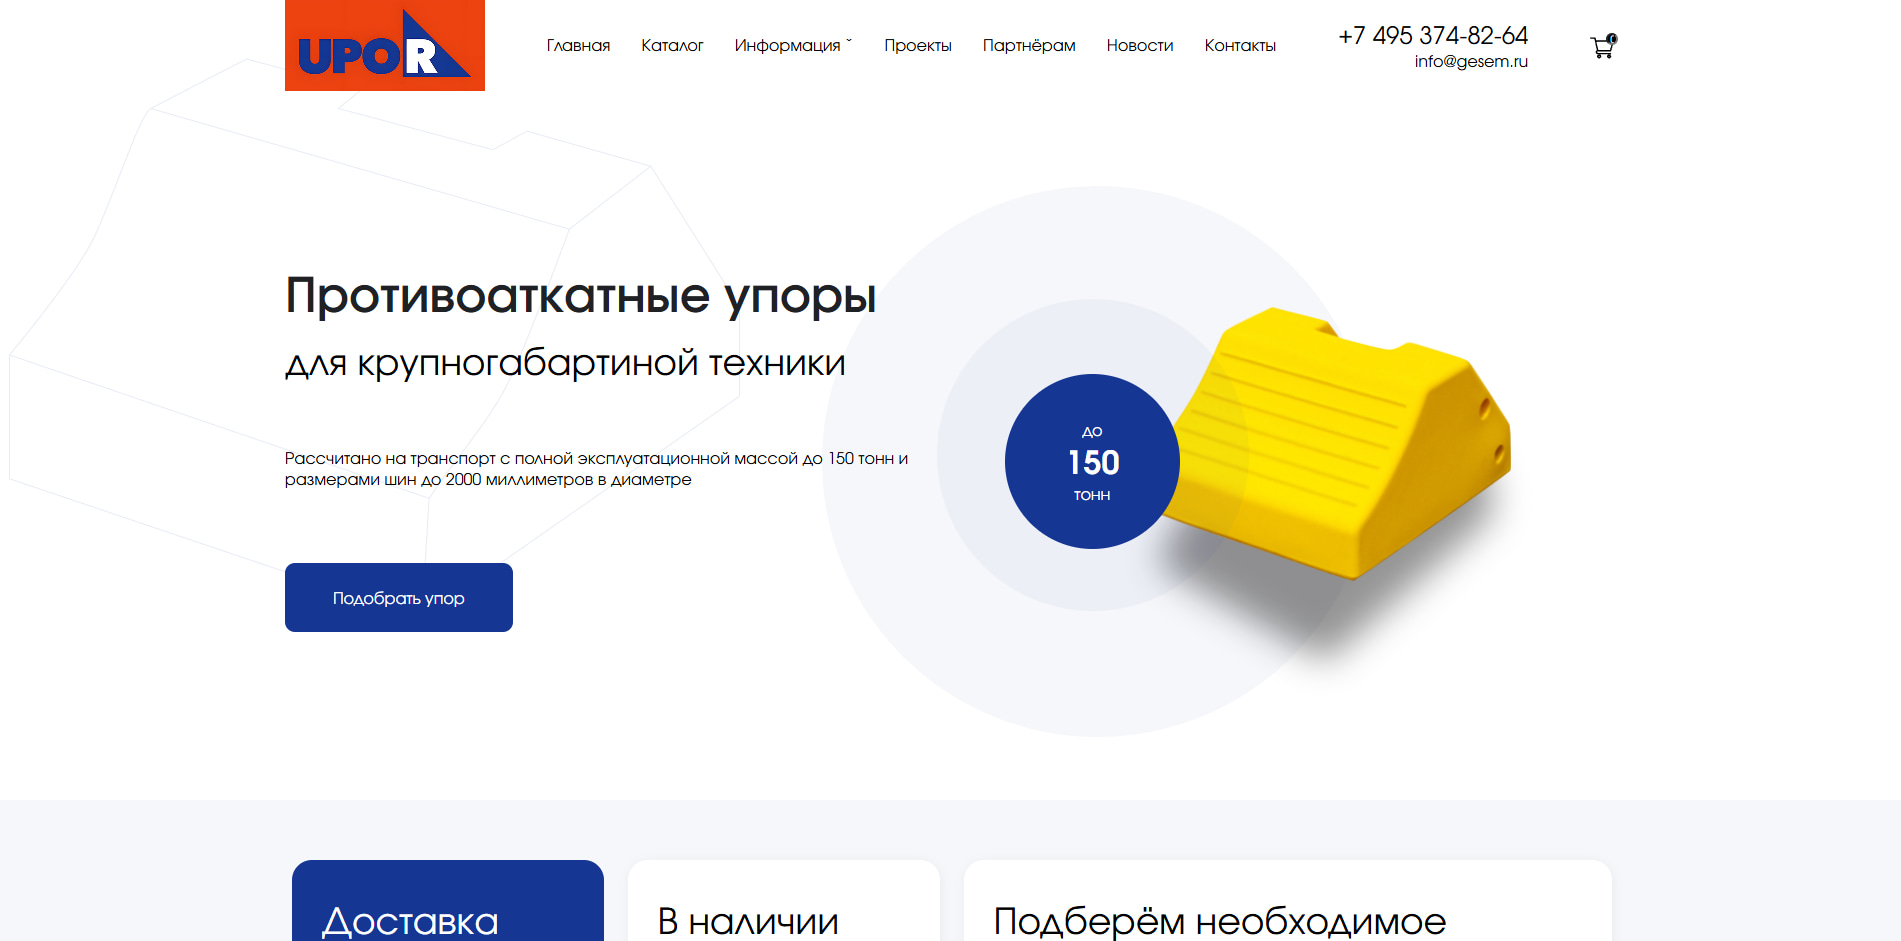 UPOR
Главная Каталог Информация Проекты Партнёрам Новости Контакты
+7 495 374-82-64
info@gesem.ru
Противоаткатные упоры
для крупногабартиной техники
Рассчитано на транспорт с полной эксплуатационной массой до 150 тонн и
размерами шин до 2000 миллиметров в диаметре
Подобрать упор
до
150
тонн
Доставка
В наличии
Подберём необходимое